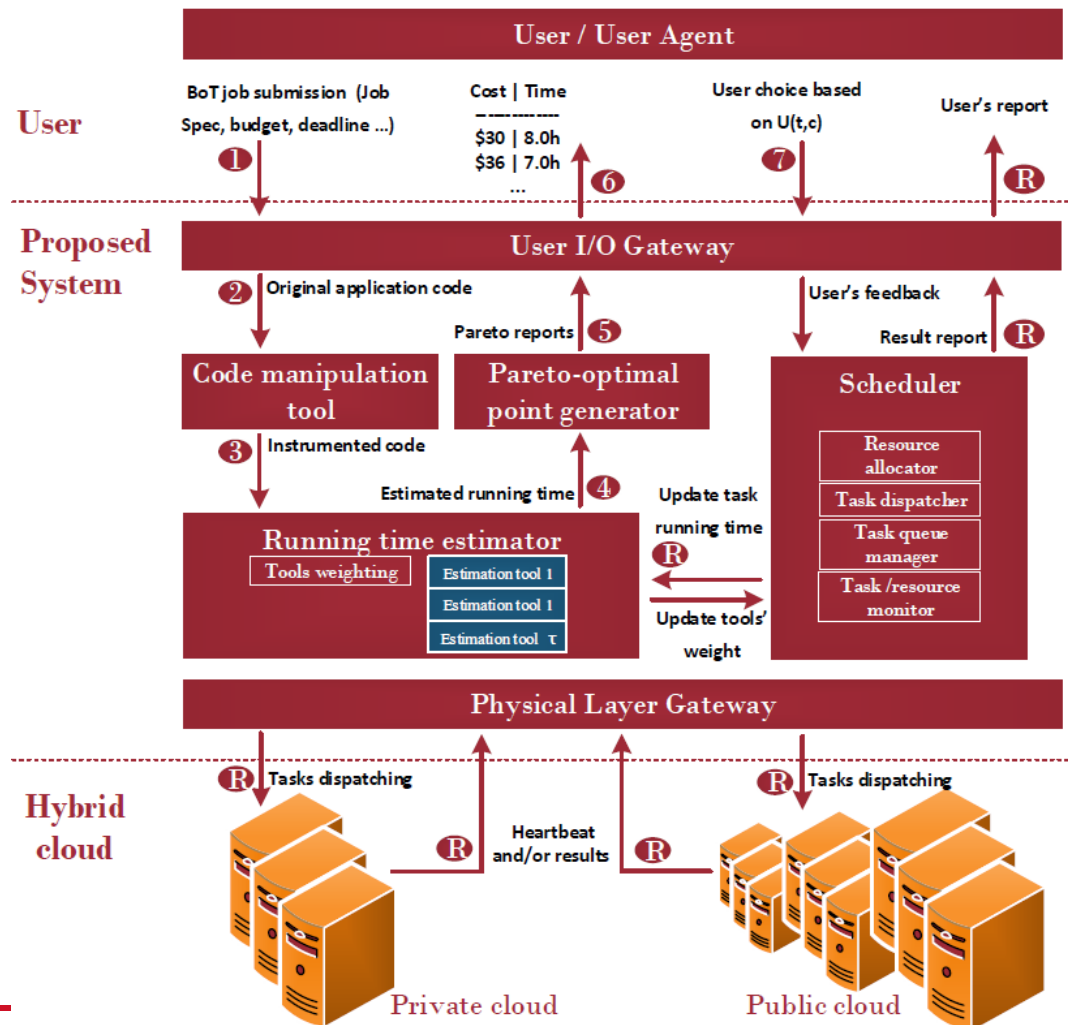 User / User Agent
User
BoT job submission (Job
Spec, budget, deadline ...)
1
Cost | Time
---------------
$30 | 8.0h
$36 | 7.0h
...
6
User choice based
on U(t,c)
7
User's report
R
Proposed
System
User I/O Gateway
2
Original application code
Pareto reports
5
User's feedback
Result report
R
Code manipulation
tool
Pareto-optimal
point generator
Scheduler
Resource
allocator
Task dispatcher
Task queue
manager
Task /resource
monitor
3
Instrumented code
Estimated running time
4
Update task
running time
R
Update tools'
weight
Running time estimator
Tools weighting
Estimation tool 1
Estimation tool 1
Estimation tool τ
Physical Layer Gateway
R
Tasks dispatching
R
Tasks dispatching
Hybrid
cloud
R
Heartbeat
and/or results
R
Private cloud
Public cloud